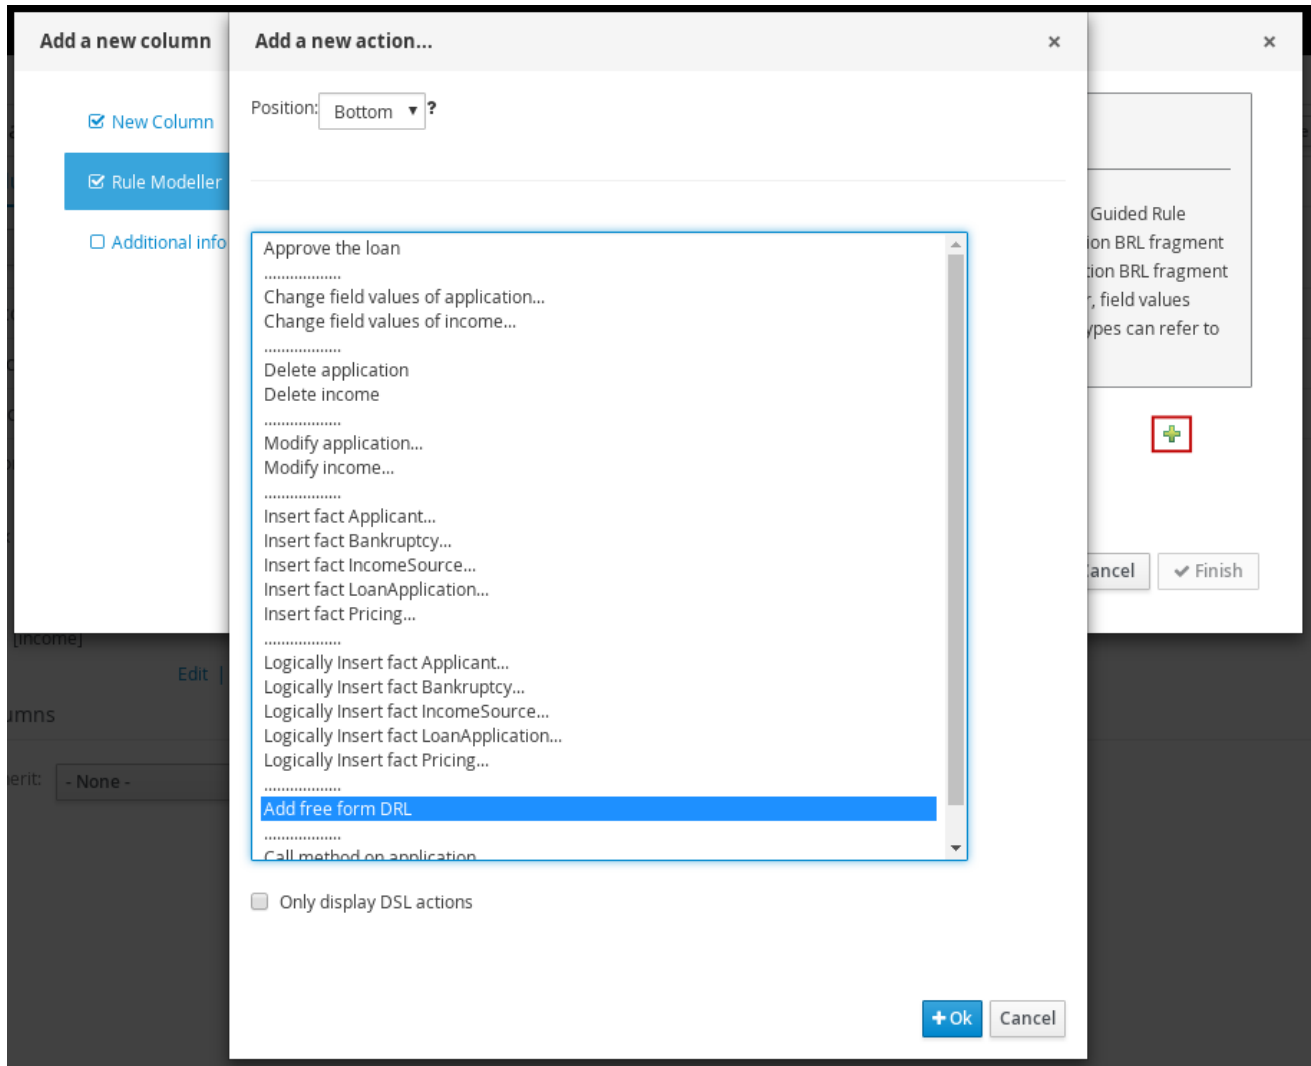 Add a new column
Add a new action...
×
×
Position:
Bottom ▼
?
New Column
Rule Modeller
Additional info
Guided Rule
ion BRL fragment
tion BRL fragment
, field values
ypes can refer to
Approve the loan
..................
Change field values of application...
Change field values of income...
..................
Delete application
Delete income
..................
Modify application...
Modify income...
..................
Insert fact Applicant...
Insert fact Bankruptcy...
Insert fact IncomeSource...
Insert fact LoanApplication...
Insert fact Pricing...
..................
Logically Insert fact Applicant...
Logically Insert fact Bankruptcy...
Logically Insert fact IncomeSource...
Logically Insert fact LoanApplication...
Logically Insert fact Pricing...
..................
Add free form DRL
..................
Call method on application
ancel
Finish
[income]
Edit |
umns
erit:
- None -
Only display DSL actions
Ok
Cancel